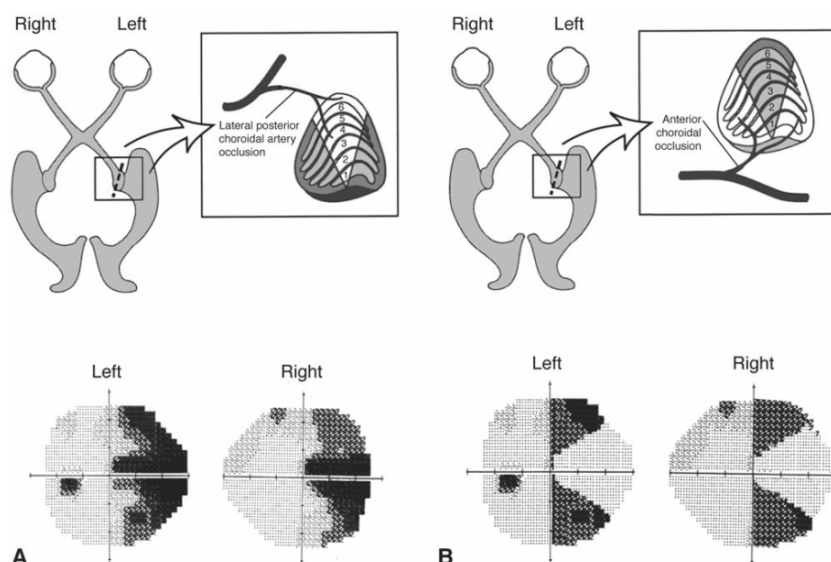 Right Left
6
5
4
3
2
1
Lateral posterior
choroidal artery
occlusion
Right Left
6
5
4
3
2
1
Anterior
choroidal
occlusion
Left Right
A
Left Right
B